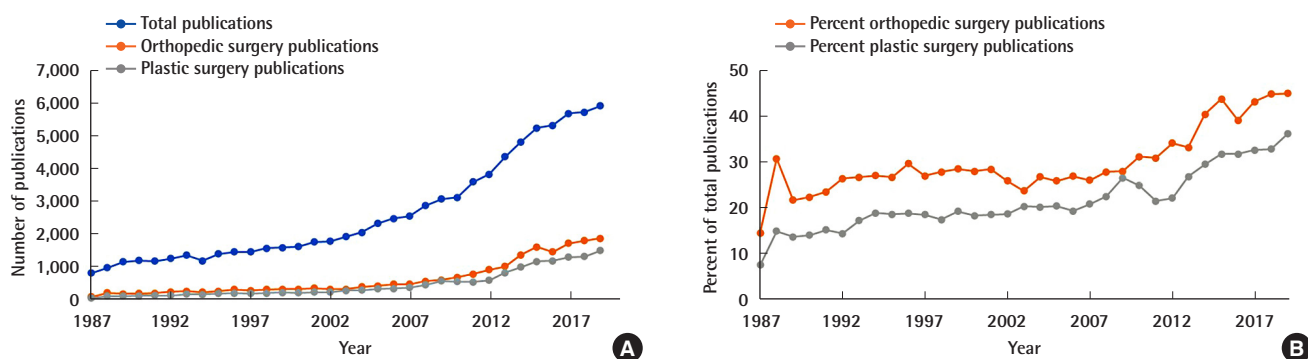 Total publications
Orthopedic surgery publications
Plastic surgery publications
7,000
6,000
5,000
4,000
3,000
2,000
1,000
0
Number of publications
1987 1992 1997 2002 2007 2012 2017
Year
A
Percent orthopedic surgery publications
Percent plastic surgery publications
50
40
30
20
10
0
Percent of total publications
1987 1992 1997 2002 2007 2012 2017
Year
B